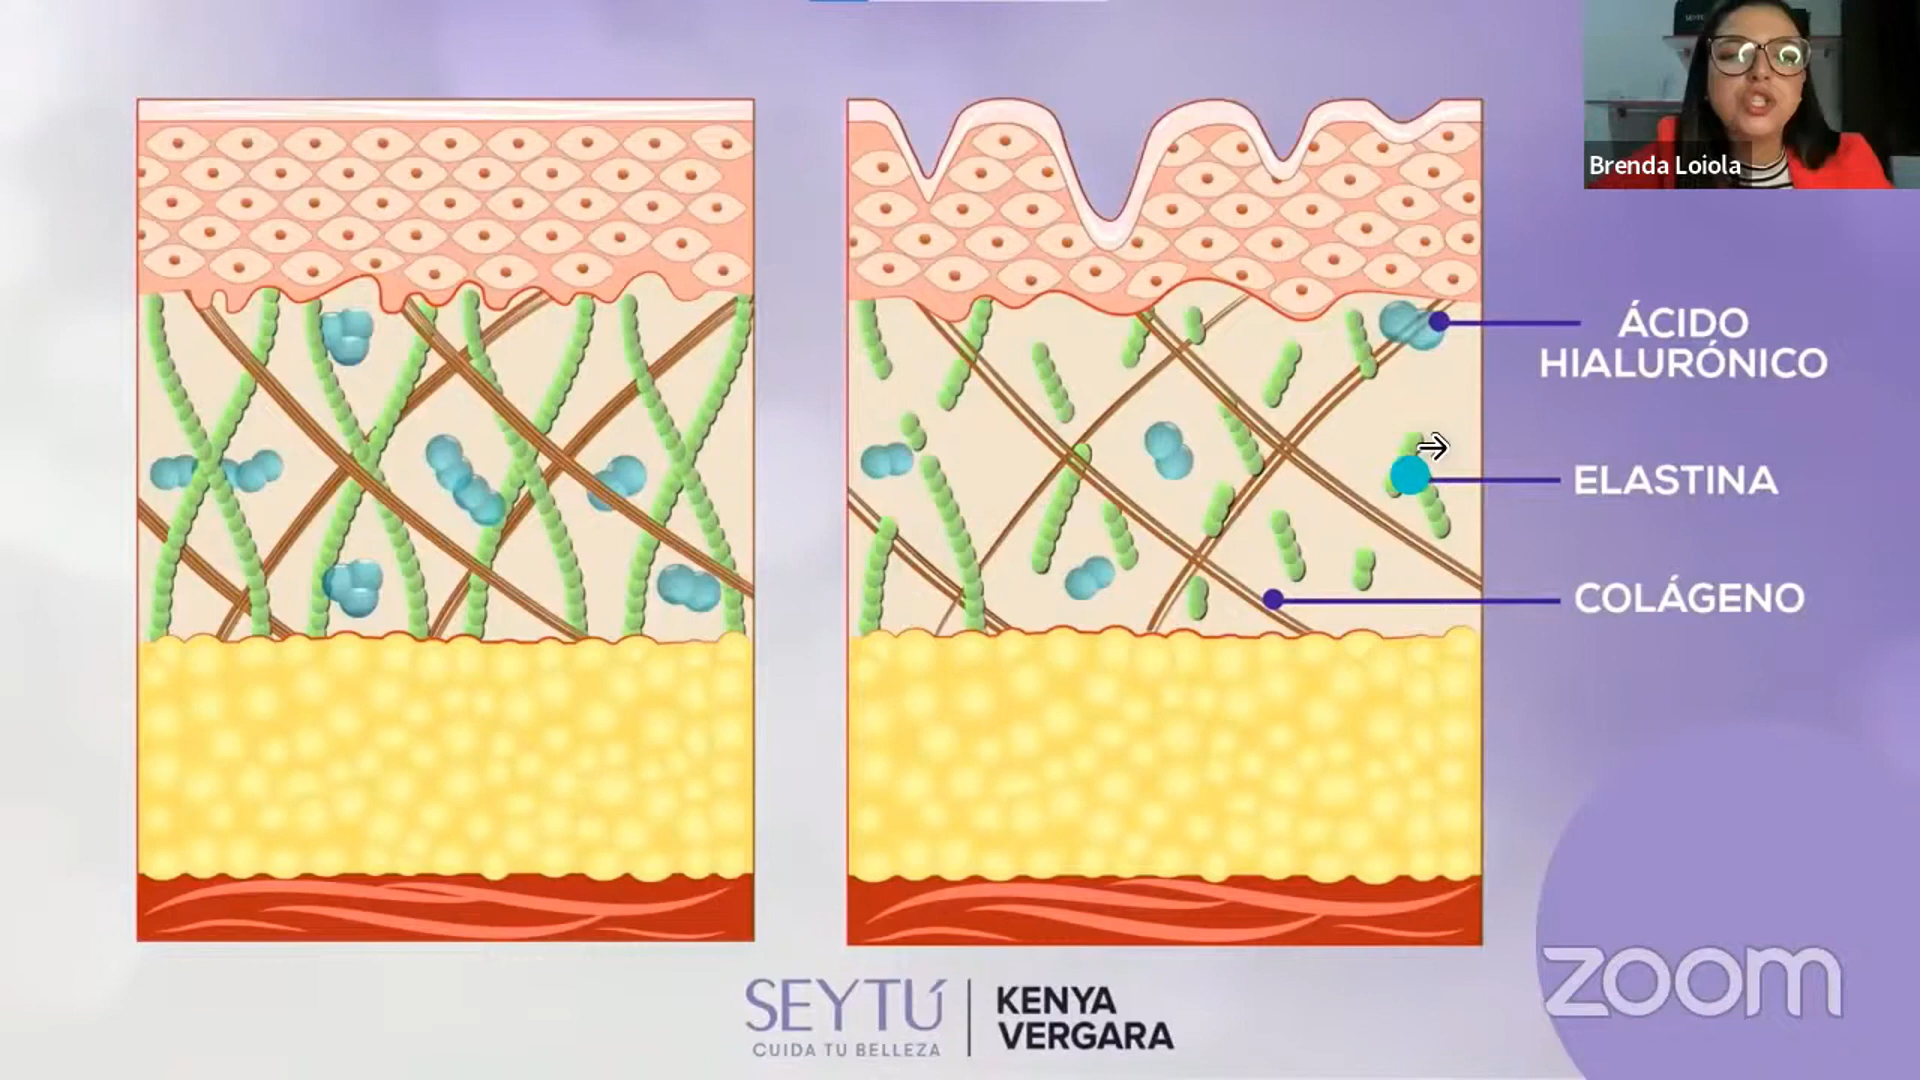 Brenda Loiola
ÁCIDO
HIALURÓNICO
ELASTINA
COLÁGENO
SEYTÚ
CUIDA TU BELLEZA
KENYA
VERGARA
zoom